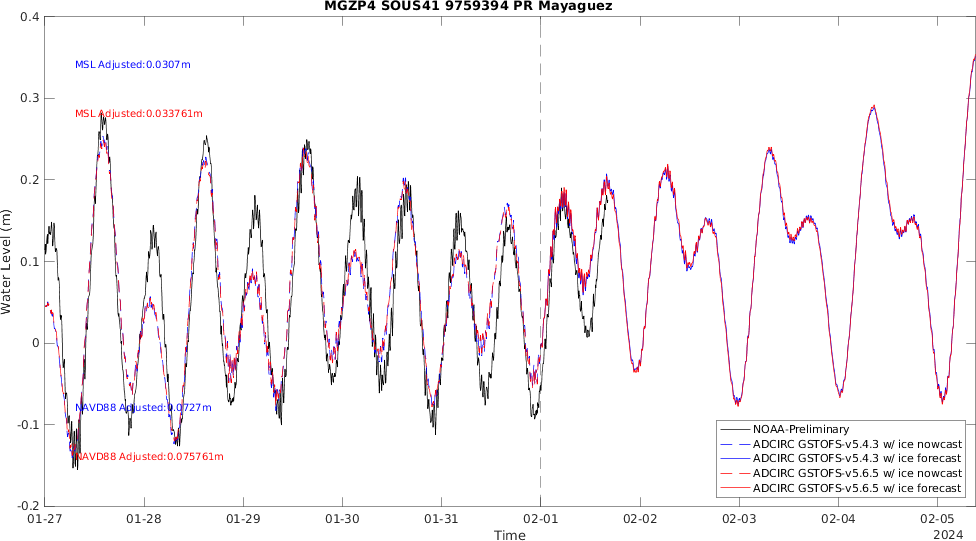 MGZP4 SOUS41 9759394 PR Mayaguez
0.4
0.3
0.2
0.1
0
-0.1
-0.2
Water Level (m)
MSL Adjusted:0.0307m
MSL Adjusted:0.033761m
NAVD88 Adjusted:0.0727m
NAVD88 Adjusted:0.075761m
NOAA-Preliminary
ADCIRC GSTOFS-v5.4.3 w/ ice nowcast
ADCIRC GSTOFS-v5.4.3 w/ ice forecast
ADCIRC GSTOFS-v5.6.5 w/ ice nowcast
ADCIRC GSTOFS-v5.6.5 w/ ice forecast
01-27 01-28 01-29 01-30 01-31 02-01 02-02 02-03 02-04 02-05
Time
2024